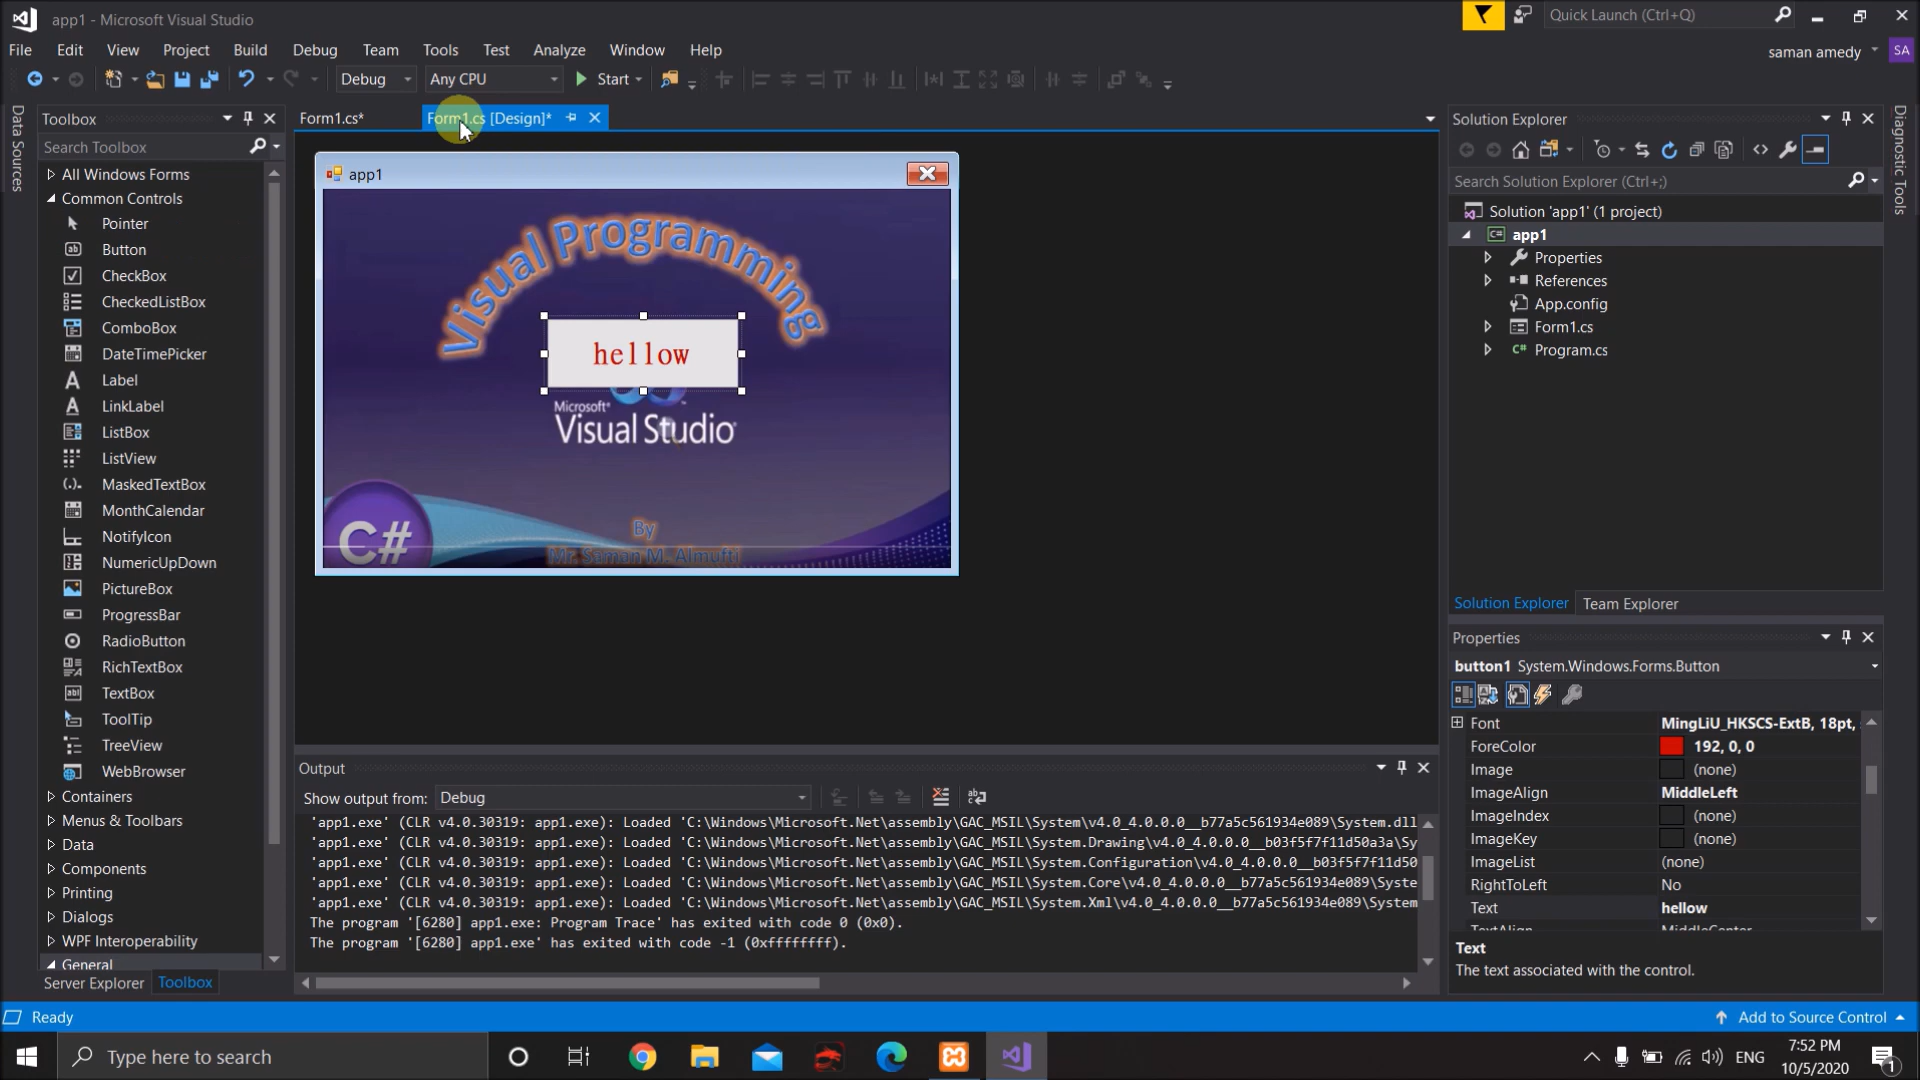 app1 - Microsoft Visual Studio
Quick Launch (Ctrl+Q)
File Edit View Project Build Debug Team Tools Test Analyze Window Help
saman amedy SA
Debug Any CPU Start
Data Sources
Toolbox
Search Toolbox
All Windows Forms
Common Controls
Pointer
Button
CheckBox
CheckedListBox
ComboBox
DateTimePicker
Label
LinkLabel
ListBox
ListView
MaskedTextBox
MonthCalendar
NotifyIcon
NumericUpDown
PictureBox
ProgressBar
RadioButton
RichTextBox
TextBox
ToolTip
TreeView
WebBrowser
Containers
Menus & Toolbars
Data
Components
Printing
Dialogs
WPF Interoperability
General
Server Explorer Toolbox
Form1.cs* Form1.cs [Design]*
app1
Visual Programming
hellow
Microsoft®
Visual Studio®
C#
By
Mr. Saman M. Almufti
Output
Show output from: Debug
'app1.exe' (CLR v4.0.30319: app1.exe): Loaded 'C:\Windows\Microsoft.Net\assembly\GAC_MSIL\System\v4.0_4.0.0.0__b77a5c561934e089\System.dll
'app1.exe' (CLR v4.0.30319: app1.exe): Loaded 'C:\Windows\Microsoft.Net\assembly\GAC_MSIL\System.Drawing\v4.0_4.0.0.0__b03f5f7f11d50a3a\Sy
'app1.exe' (CLR v4.0.30319: app1.exe): Loaded 'C:\Windows\Microsoft.Net\assembly\GAC_MSIL\System.Configuration\v4.0_4.0.0.0__b03f5f7f11d50
'app1.exe' (CLR v4.0.30319: app1.exe): Loaded 'C:\Windows\Microsoft.Net\assembly\GAC_MSIL\System.Core\v4.0_4.0.0.0__b77a5c561934e089\Syste
'app1.exe' (CLR v4.0.30319: app1.exe): Loaded 'C:\Windows\Microsoft.Net\assembly\GAC_MSIL\System.Xml\v4.0_4.0.0.0__b77a5c561934e089\System
The program '[6280] app1.exe: Program Trace' has exited with code 0 (0x0).
The program '[6280] app1.exe' has exited with code -1 (0xffffffff).
Solution Explorer
Search Solution Explorer (Ctrl+;)
Solution 'app1' (1 project)
app1
Properties
References
App.config
Form1.cs
Program.cs
Solution Explorer Team Explorer
Diagnostic Tools
Properties
button1 System.Windows.Forms.Button
Font MingLiU_HKSCS-ExtB, 18pt,
ForeColor 192, 0, 0
Image (none)
ImageAlign MiddleLeft
ImageIndex (none)
ImageKey (none)
ImageList (none)
RightToLeft No
Text hellow
TextAlign MiddleCenter
Text
The text associated with the control.
Ready Add to Source Control
Type here to search
ENG
7:52 PM
10/5/2020
1